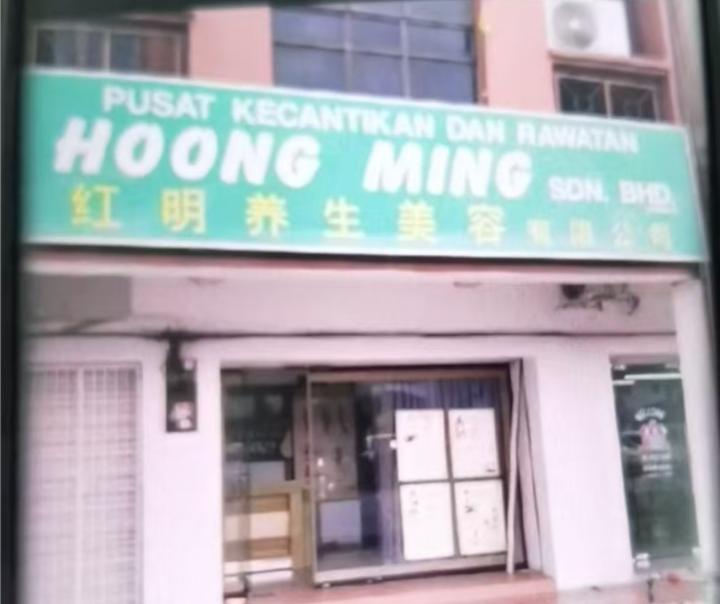 PUSAT KECANTIKAN DAN RAWATAN
HOONG MING SDN. BHD.
红明养生美容有限公司